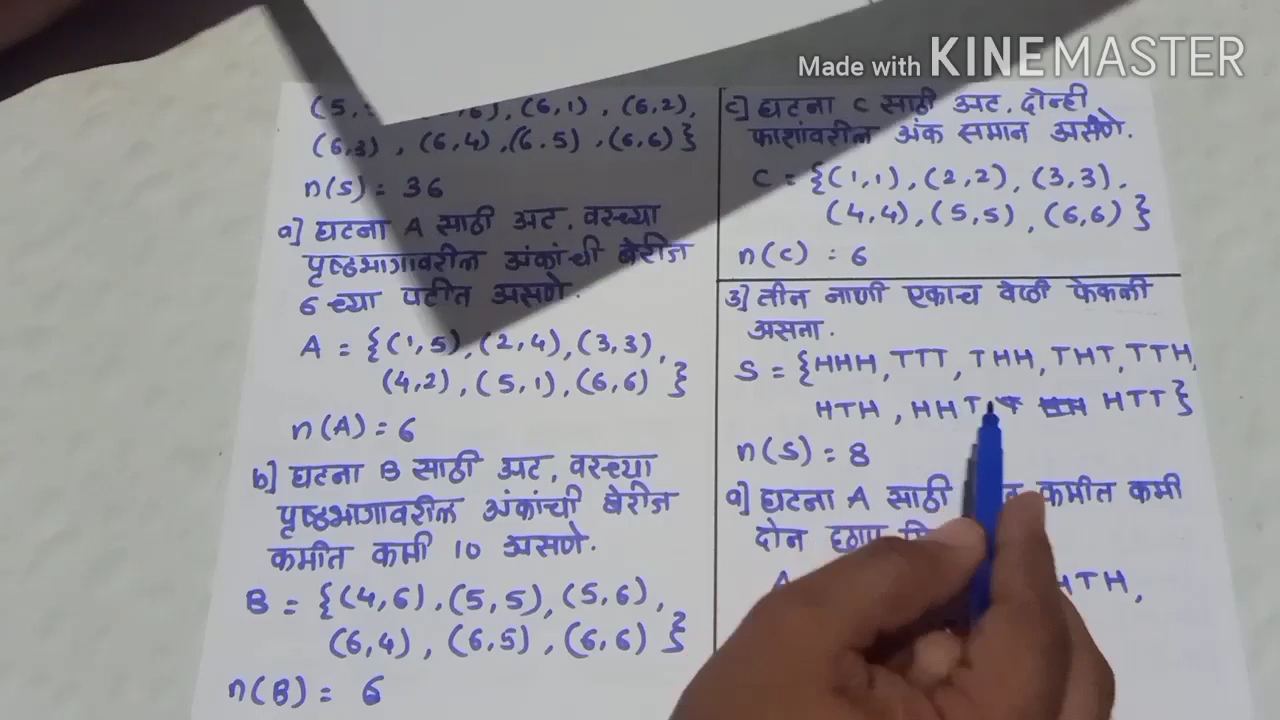 Made with KINEMASTER
(5, 6), (6,1), (6,2),
(6,3), (6,4), (6.5), (6,6)}
n(S) = 36
a] घटना A साठी अट, वरच्या
पृष्ठभागावरील अंकांची बेरीज
6 च्या पटीत असणे.
A = {(1,5), (2,4), (3,3),
(4,2), (5,1), (6,6) }
n(A) = 6
b] घटना B साठी अट, वरच्या
पृष्ठभागावरील अंकांची बेरीज
कमीत कमी 10 असणे.
B = {(4,6), (5,5), (5,6),
(6,4), (6,5), (6,6) }
n(B) = 6
c] घटना C साठी अट, दोन्ही
फाशांवरील अंक समान असणे.
C = {(1,1), (2,2), (3,3),
(4,4), (5,5), (6,6) }
n(C) = 6
3] तीन नाणी एकाच वेळी फेकली
असता.
S = {HHH, TTT, THH, THT, TTH,
HTH, HHT HTT }
n(S) = 8
a] घटना A साठी कमीत कमी
दोन छापा
A HTH,